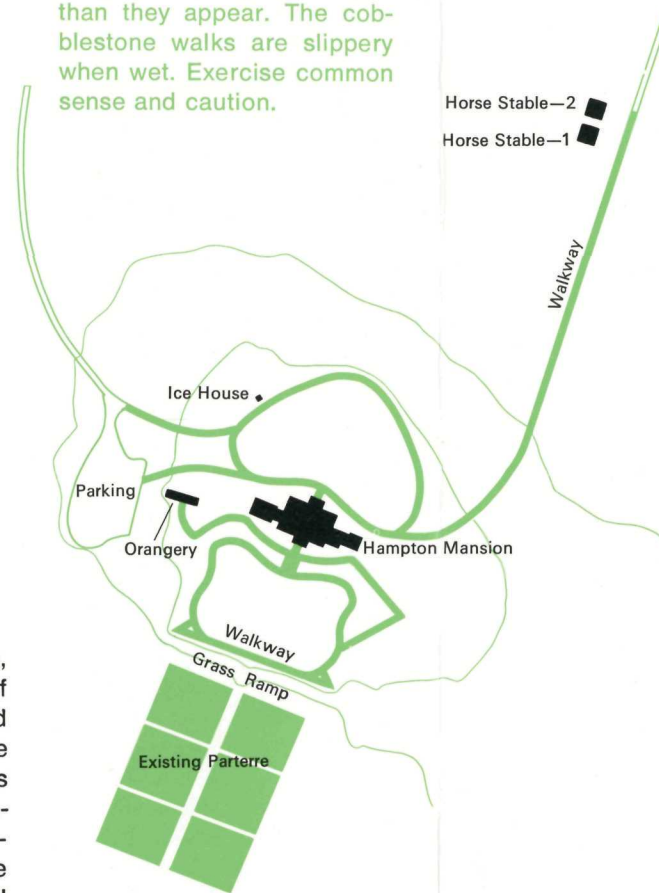 than they appear. The cob-
blestone walks are slippery
when wet. Exercise common
sense and caution.
Horse Stable—2
Horse Stable—1
Walkway
Ice House
Parking
Orangery
Hampton Mansion
Walkway
Grass Ramp
Existing Parterre